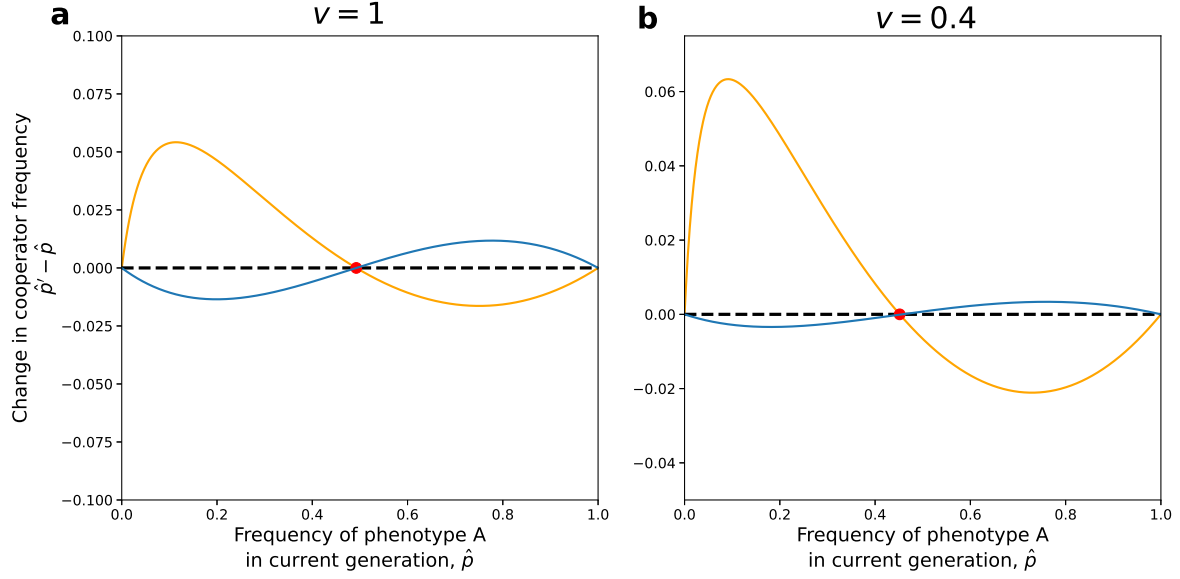 a
v = 1
0.100
0.075
0.050
0.025
0.000
−0.025
−0.050
−0.075
−0.100
0.0 0.2 0.4 0.6 0.8 1.0
Change in cooperator frequency
p̂′ − p̂
Frequency of phenotype A
in current generation, p̂
b
v = 0.4
0.06
0.04
0.02
0.00
−0.02
−0.04
0.0 0.2 0.4 0.6 0.8 1.0
Frequency of phenotype A
in current generation, p̂